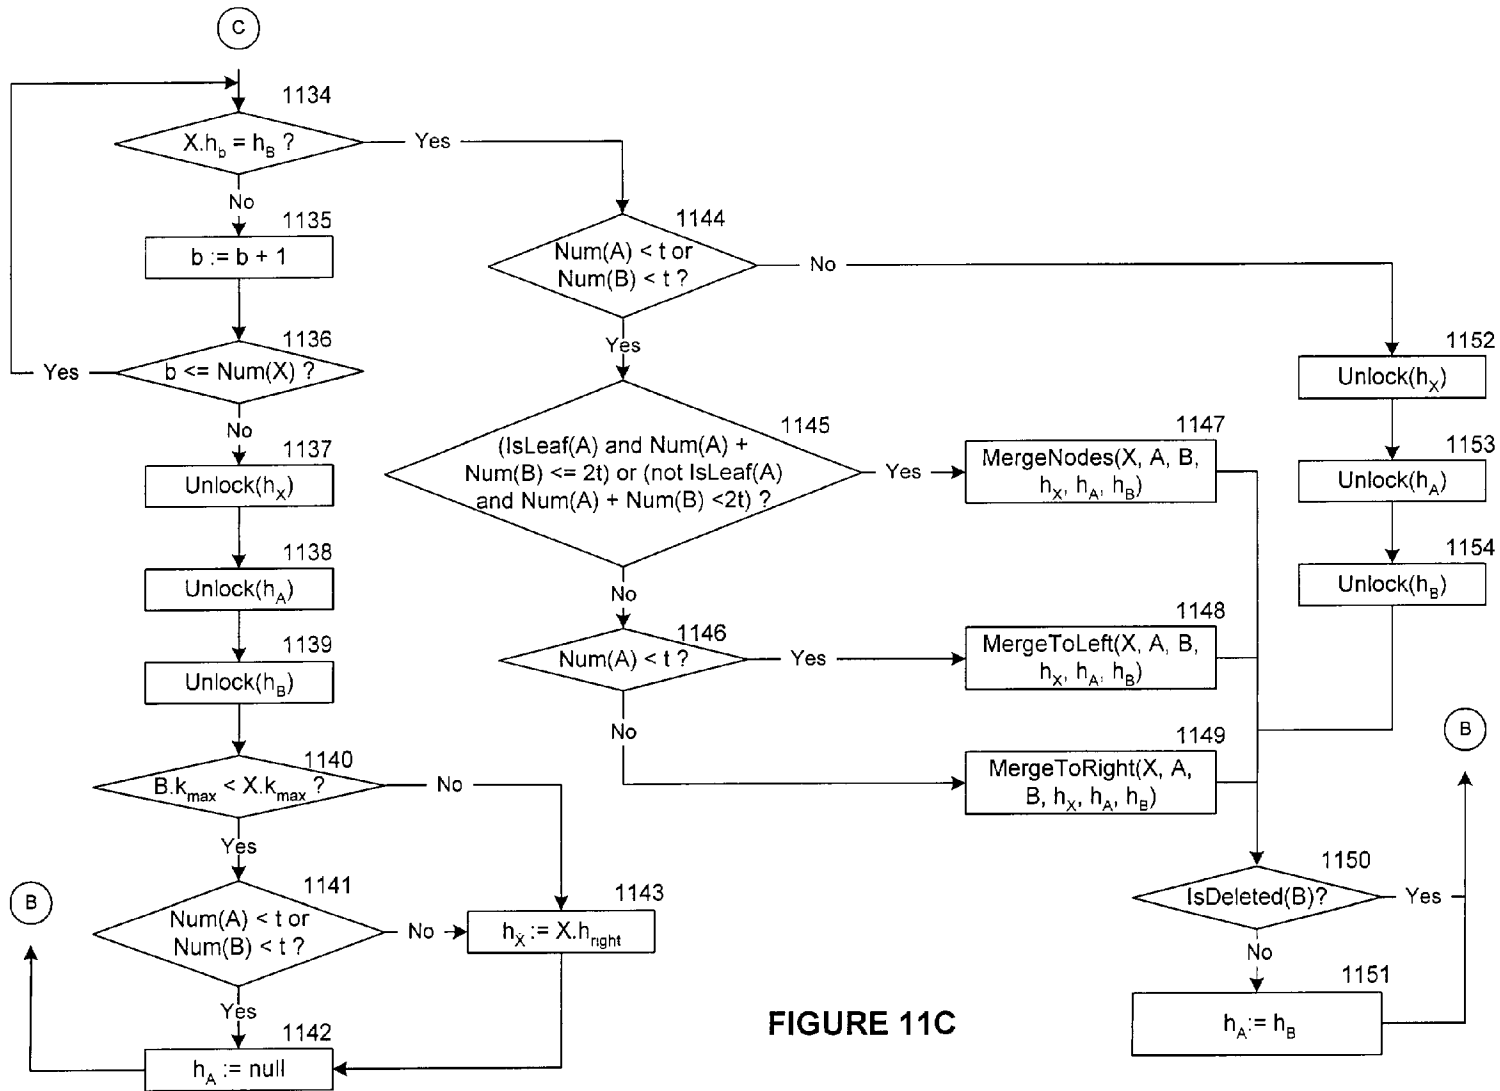 C
1134
X.h_b = h_B ?
Yes
No
1135
b := b + 1
1136
b <= Num(X) ?
Yes
No
1137
Unlock(h_X)
1138
Unlock(h_A)
1139
Unlock(h_B)
1140
B.k_max < X.k_max ?
No
Yes
1141
Num(A) < t or
Num(B) < t ?
No
Yes
1142
h_A := null
1143
h_X := X.h_right
B
1144
Num(A) < t or
Num(B) < t ?
No
Yes
1145
(IsLeaf(A) and Num(A) +
Num(B) <= 2t) or (not IsLeaf(A)
and Num(A) + Num(B) <2t) ?
Yes
No
1146
Num(A) < t ?
Yes
No
1147
MergeNodes(X, A, B,
h_X, h_A, h_B)
1148
MergeToLeft(X, A, B,
h_X, h_A, h_B)
1149
MergeToRight(X, A,
B, h_X, h_A, h_B)
1152
Unlock(h_X)
1153
Unlock(h_A)
1154
Unlock(h_B)
B
1150
IsDeleted(B)?
Yes
No
1151
h_A := h_B
FIGURE 11C